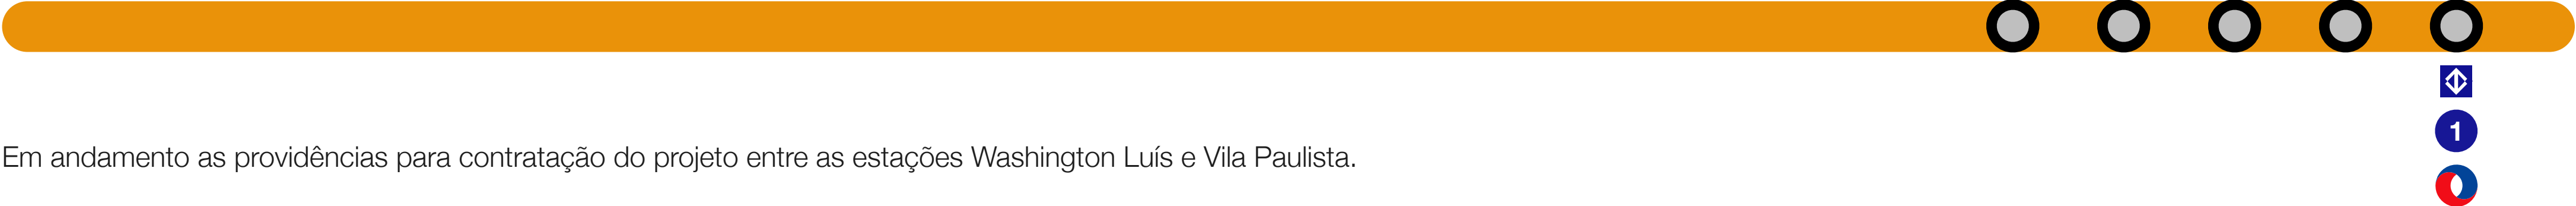 1
Em andamento as providências para contratação do projeto entre as estações Washington Luís e Vila Paulista.